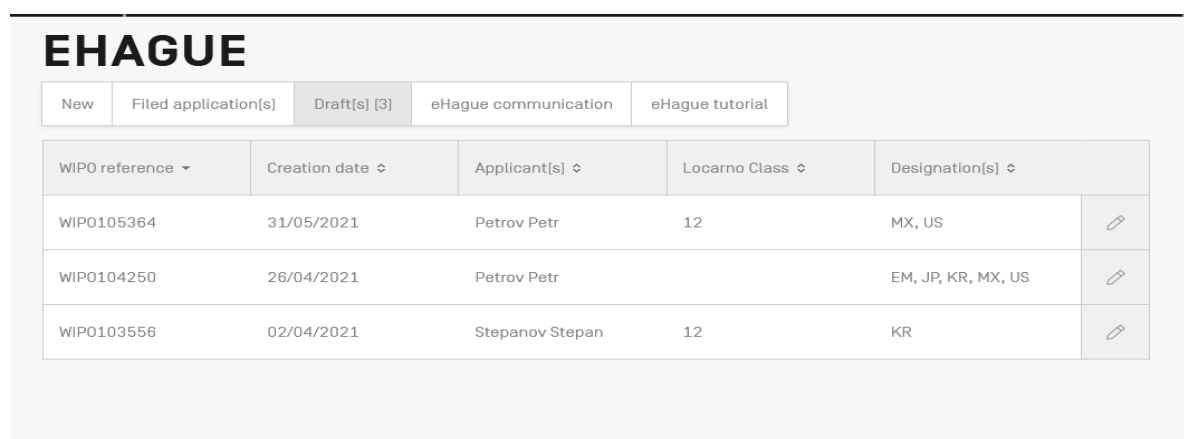 EHAGUE
New Filed application[s] Draft[s] [3] eHague communication eHague tutorial
WIPO reference Creation date Applicant[s] Locarno Class Designation[s]
WIPO105364 31/05/2021 Petrov Petr 12 MX, US
WIPO104250 26/04/2021 Petrov Petr EM, JP, KR, MX, US
WIPO103556 02/04/2021 Stepanov Stepan 12 KR